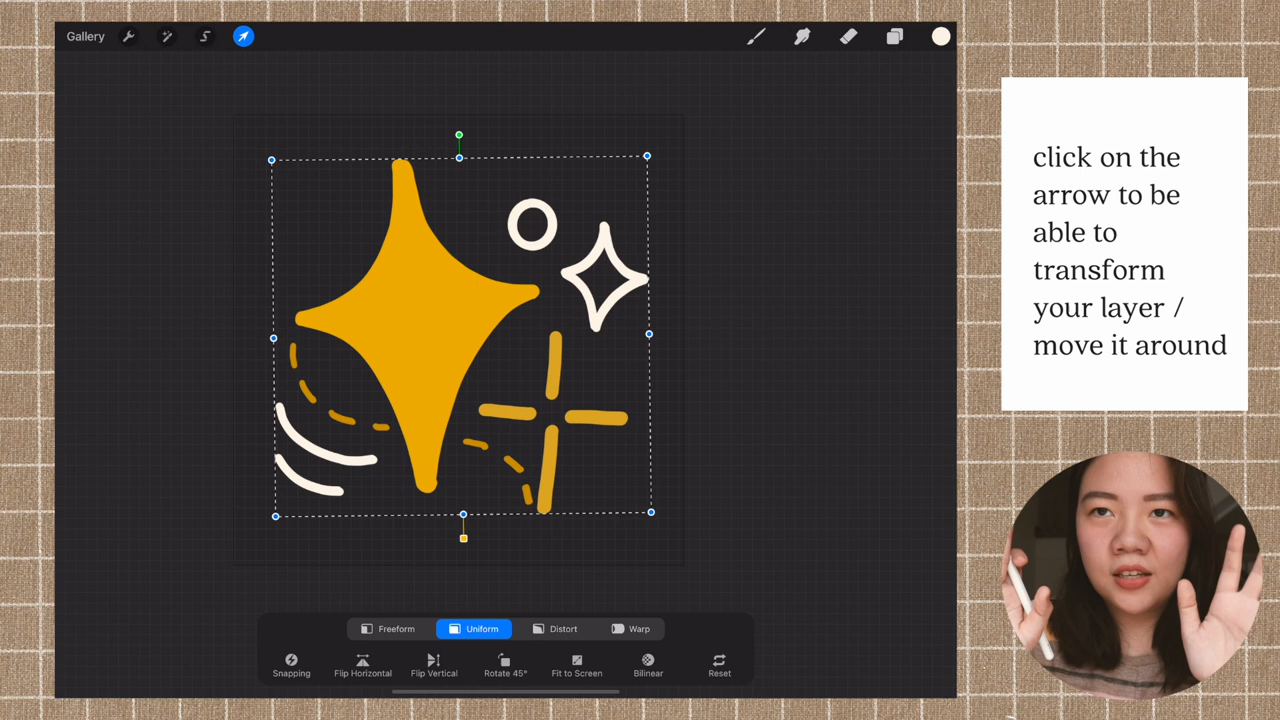 Gallery
click on the
arrow to be
able to
transform
your layer /
move it around
Freeform Uniform Distort Warp
Snapping Flip Horizontal Flip Vertical Rotate 45° Fit to Screen Bilinear Reset